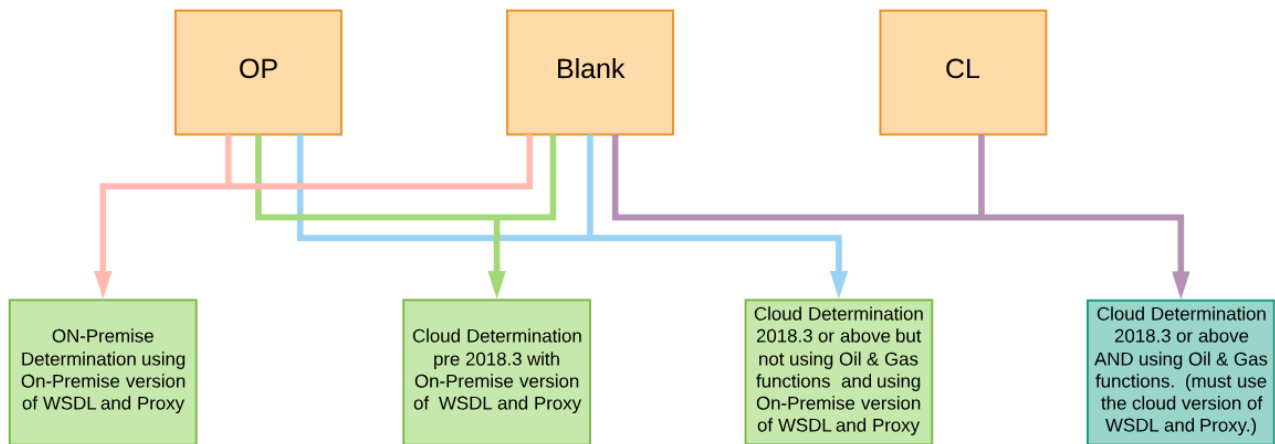 OP
Blank
CL
ON-Premise
Determination using
On-Premise version
of WSDL and Proxy
Cloud Determination
pre 2018.3 with
On-Premise version
of WSDL and Proxy
Cloud Determination
2018.3 or above but
not using Oil & Gas
functions and using
On-Premise version
of WSDL and Proxy
Cloud Determination
2018.3 or above
AND using Oil & Gas
functions. (must use
the cloud version of
WSDL and Proxy.)